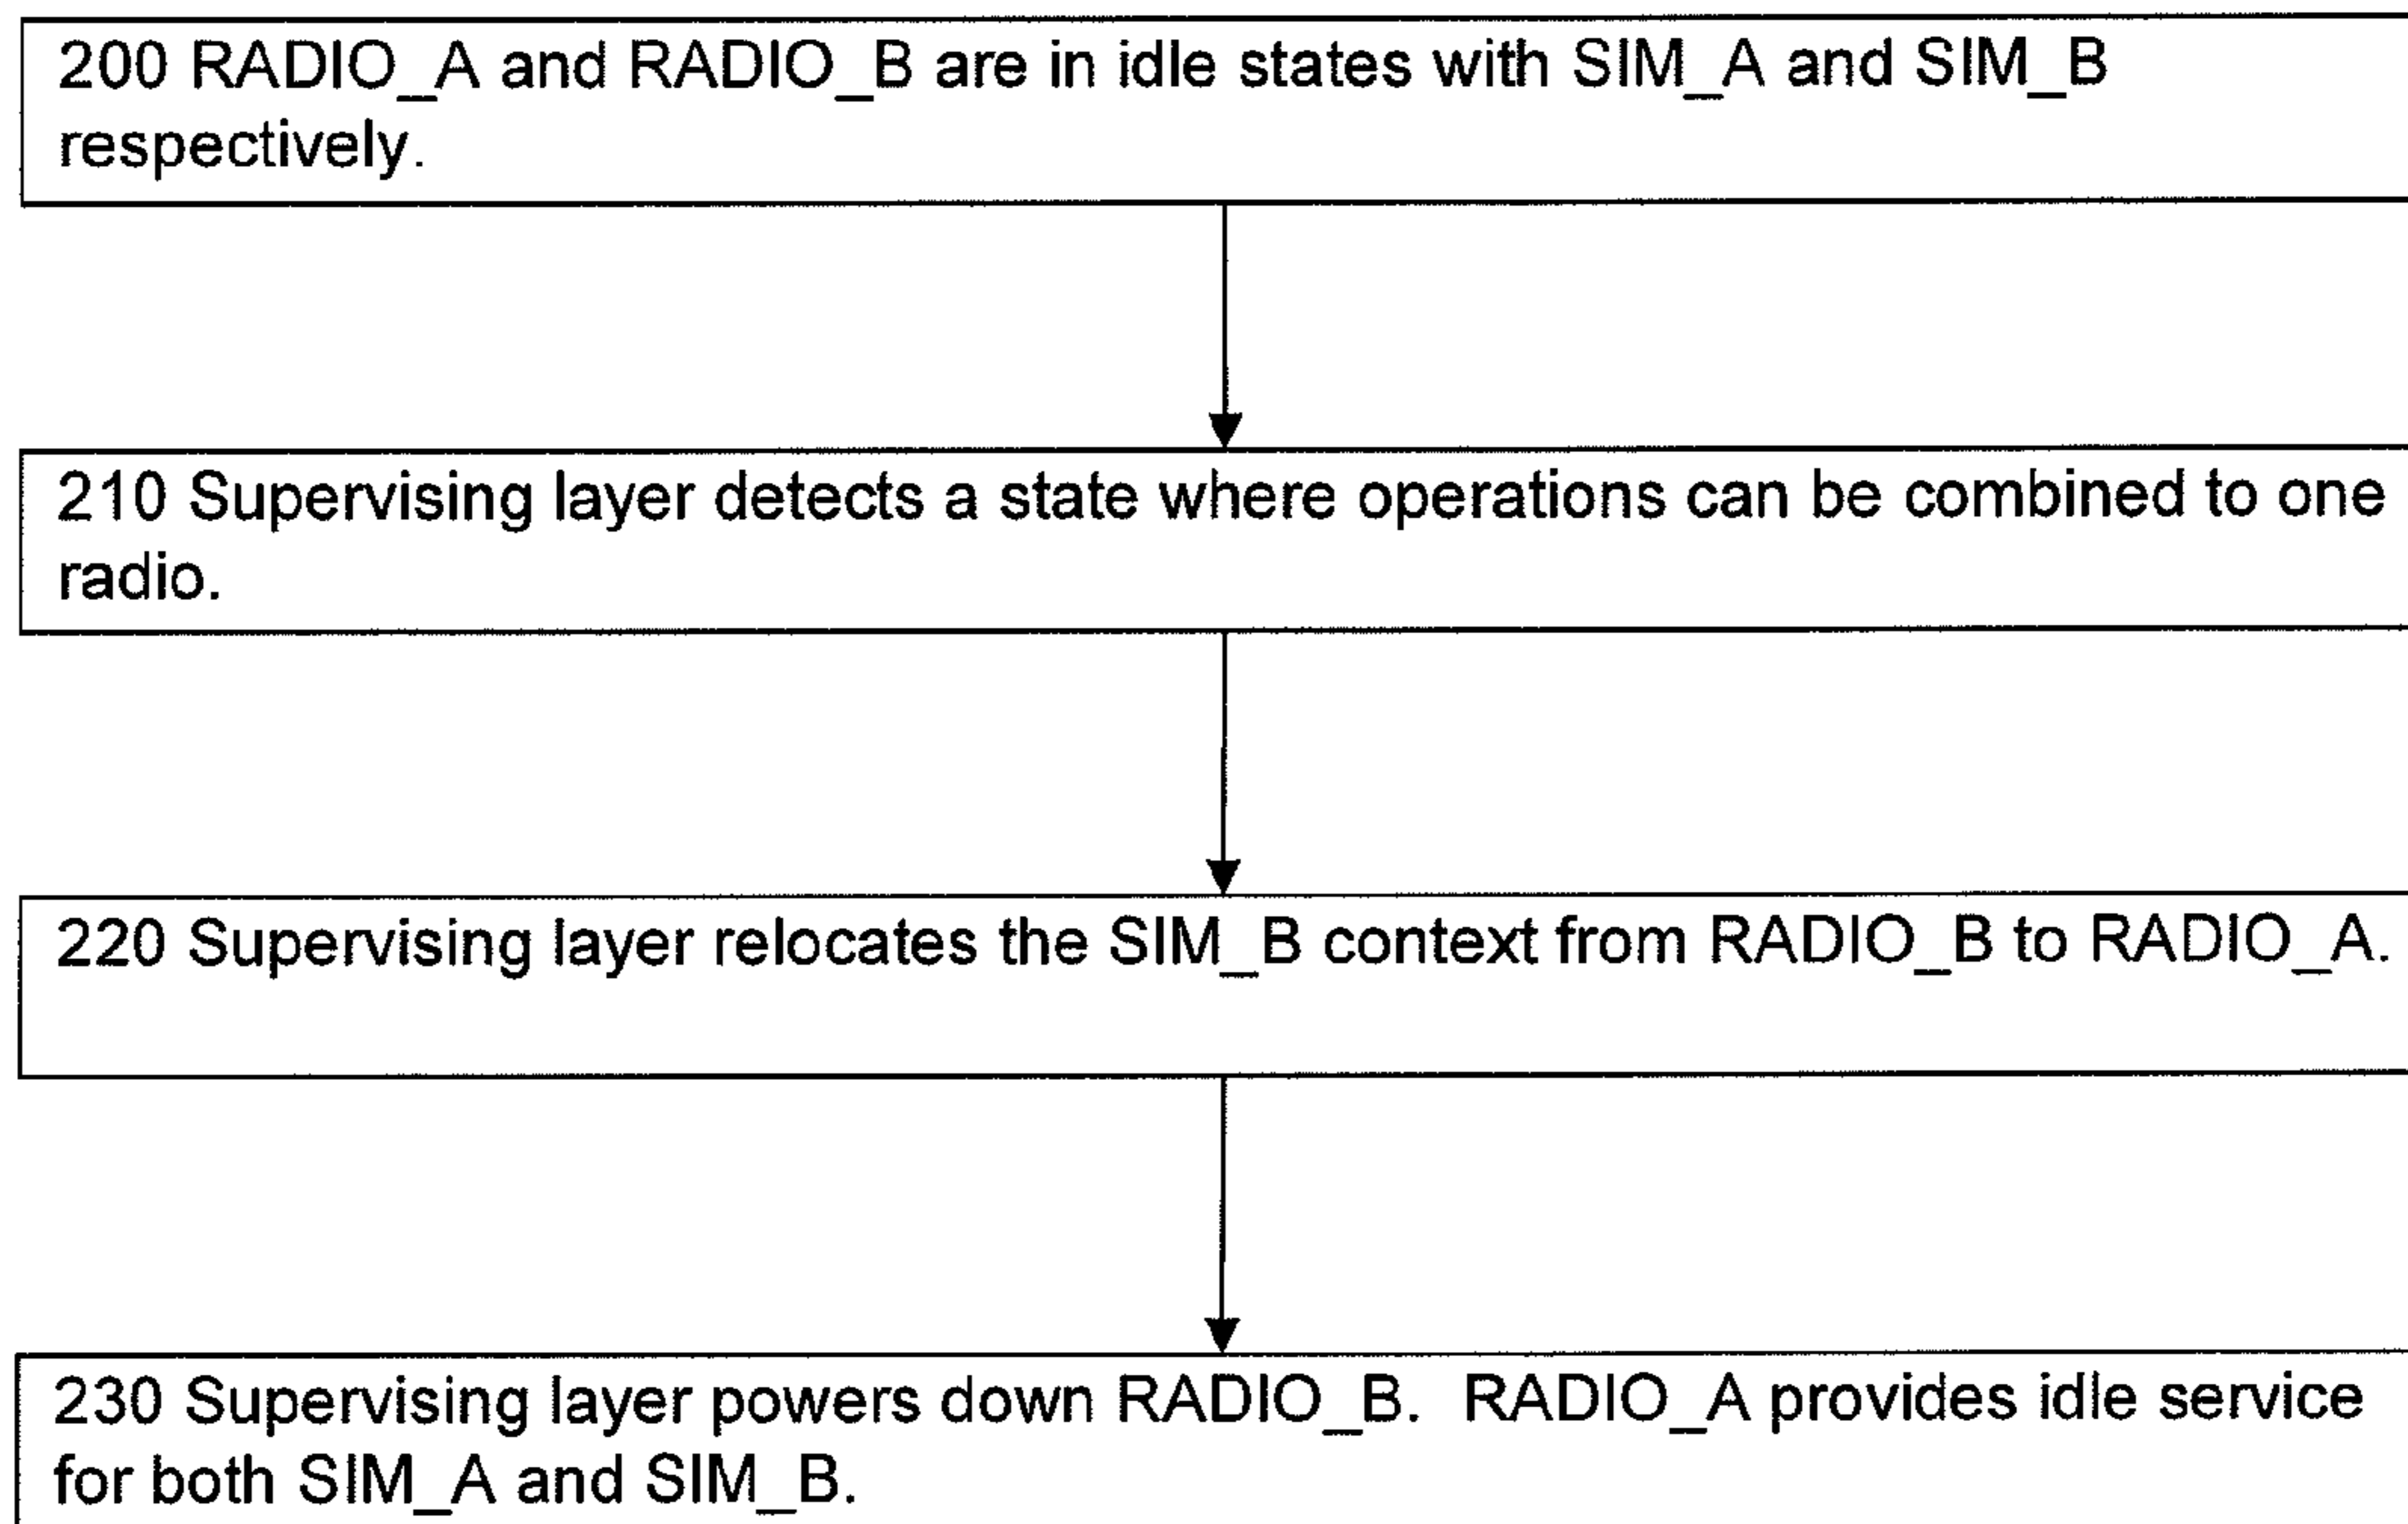 200 RADIO_A and RADIO_B are in idle states with SIM_A and SIM_B
respectively.
210 Supervising layer detects a state where operations can be combined to one
radio.
220 Supervising layer relocates the SIM_B context from RADIO_B to RADIO_A.
230 Supervising layer powers down RADIO_B.  RADIO_A provides idle service
for both SIM_A and SIM_B.